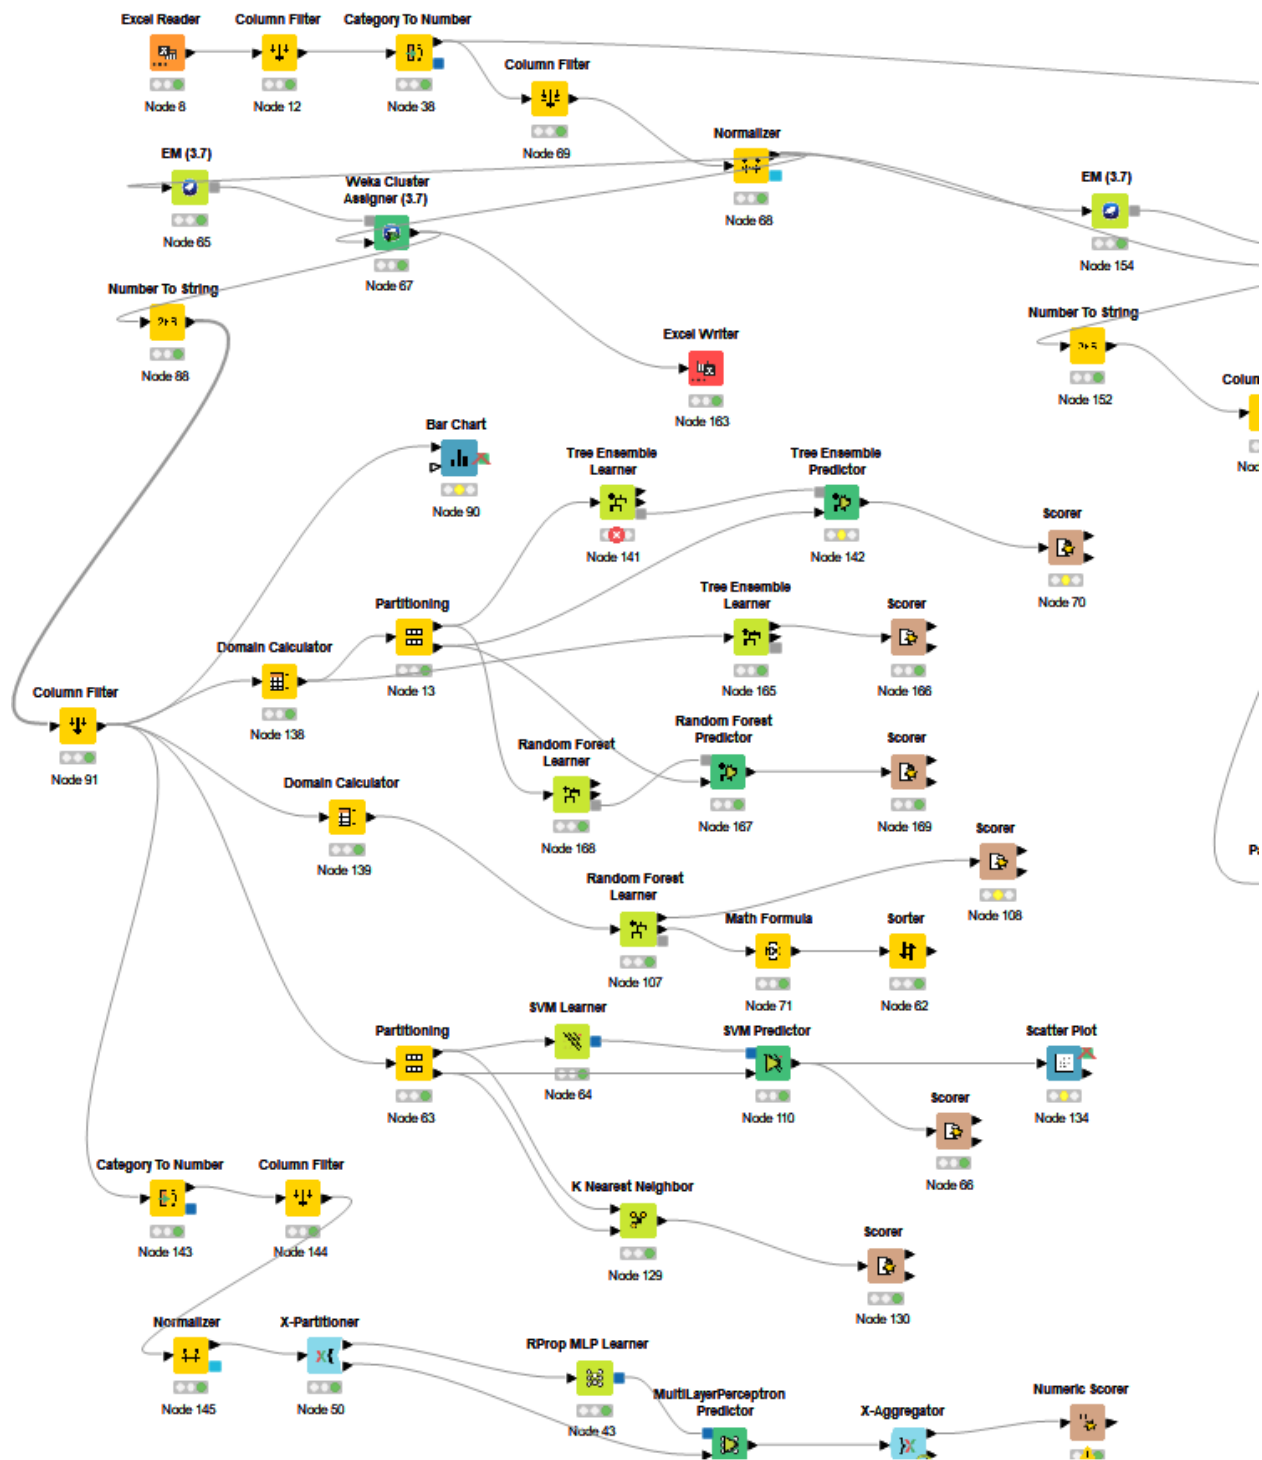 Excel Reader
Column Filter
Category To Number
Node 8
Node 12
Node 38
Column Filter
Node 69
Normalizer
Node 68
EM (3.7)
Node 65
Weka Cluster
Assigner (3.7)
Node 67
EM (3.7)
Node 154
Number To String
Node 88
Number To String
Node 152
Excel Writer
Node 163
Colun
Noc
Bar Chart
Node 90
Tree Ensemble
Learner
Node 141
Tree Ensemble
Predictor
Node 142
Scorer
Node 70
Partitioning
Node 13
Tree Ensemble
Learner
Node 165
Scorer
Node 166
Domain Calculator
Node 138
Column Filter
Node 91
Random Forest
Learner
Node 168
Random Forest
Predictor
Node 167
Scorer
Node 169
Domain Calculator
Node 139
Scorer
Node 108
Random Forest
Learner
Node 107
Math Formula
Node 71
Sorter
Node 62
Partitioning
Node 63
SVM Learner
Node 64
SVM Predictor
Node 110
Scatter Plot
Node 134
Scorer
Node 66
Category To Number
Node 143
Column Filter
Node 144
K Nearest Neighbor
Node 129
Scorer
Node 130
Normalizer
Node 145
X-Partitioner
Node 50
RProp MLP Learner
Node 43
MultiLayerPerceptron
Predictor
X-Aggregator
Numeric Scorer